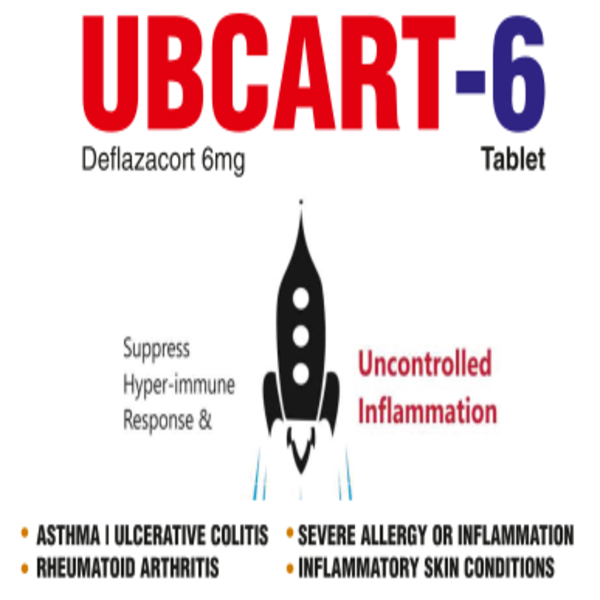 UBCART-6
Deflazacort 6mg Tablet
Suppress
Hyper-immune
Response &
Uncontrolled
Inflammation
• ASTHMA I ULCERATIVE COLITIS
• RHEUMATOID ARTHRITIS
• SEVERE ALLERGY OR INFLAMMATION
• INFLAMMATORY SKIN CONDITIONS